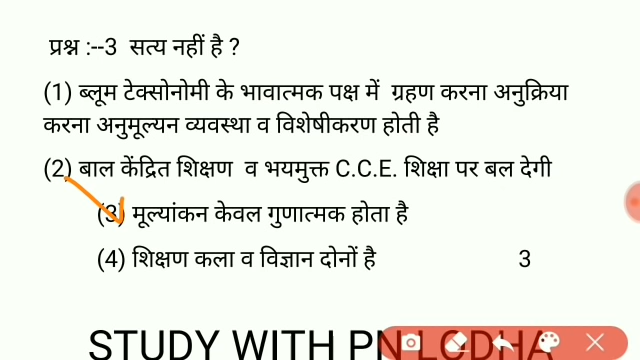 प्रश्न :--3 सत्य नहीं है ?
(1) ब्लूम टेक्सोनोमी के भावात्मक पक्ष में ग्रहण करना अनुक्रिया
करना अनुमूल्यन व्यवस्था व विशेषीकरण होती है
(2) बाल केंद्रित शिक्षण व भयमुक्त C.C.E. शिक्षा पर बल देगी
(3) मूल्यांकन केवल गुणात्मक होता है
(4) शिक्षण कला व विज्ञान दोनों है 3
STUDY WITH PN LODHA